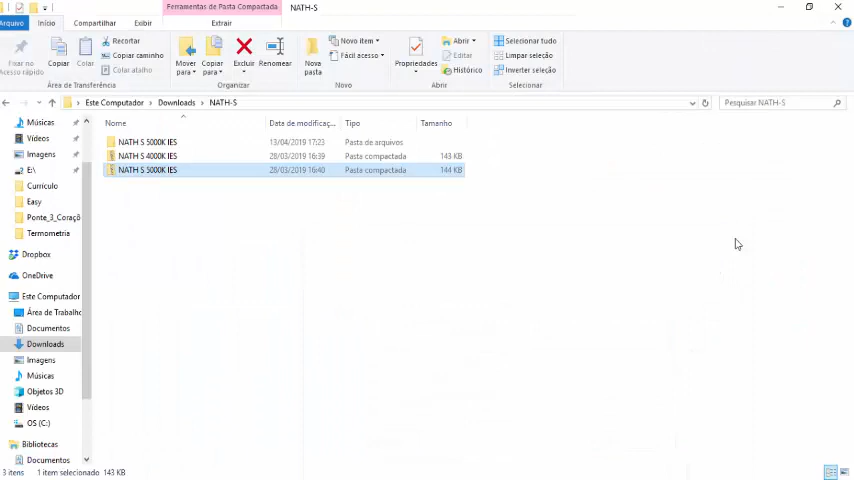 Ferramentas de Pasta Compactada NATH-S
Arquivo Início Compartilhar Exibir Extrair
Fixar no Acesso rápido
Copiar
Colar
Recortar
Copiar caminho
Colar atalho
Área de Transferência
Mover para
Copiar para
Excluir
Renomear
Organizar
Nova pasta
Novo item
Fácil acesso
Novo
Propriedades
Abrir
Editar
Histórico
Abrir
Selecionar tudo
Limpar seleção
Inverter seleção
Selecionar
Este Computador > Downloads > NATH-S
Pesquisar NATH-S
Nome Data de modificaç... Tipo Tamanho
NATH S 5000K IES 13/04/2019 17:23 Pasta de arquivos
NATH S 4000K IES 28/03/2019 16:39 Pasta compactada 143 KB
NATH S 5000K IES 28/03/2019 16:40 Pasta compactada 144 KB
Músicas
Vídeos
Imagens
E:\
Currículo
Easy
Ponte_3_Coraçõ
Termometria
Dropbox
OneDrive
Este Computador
Área de Trabalho
Documentos
Downloads
Imagens
Músicas
Objetos 3D
Vídeos
OS (C:)
Bibliotecas
Documentos
3 itens 1 item selecionado 143 KB